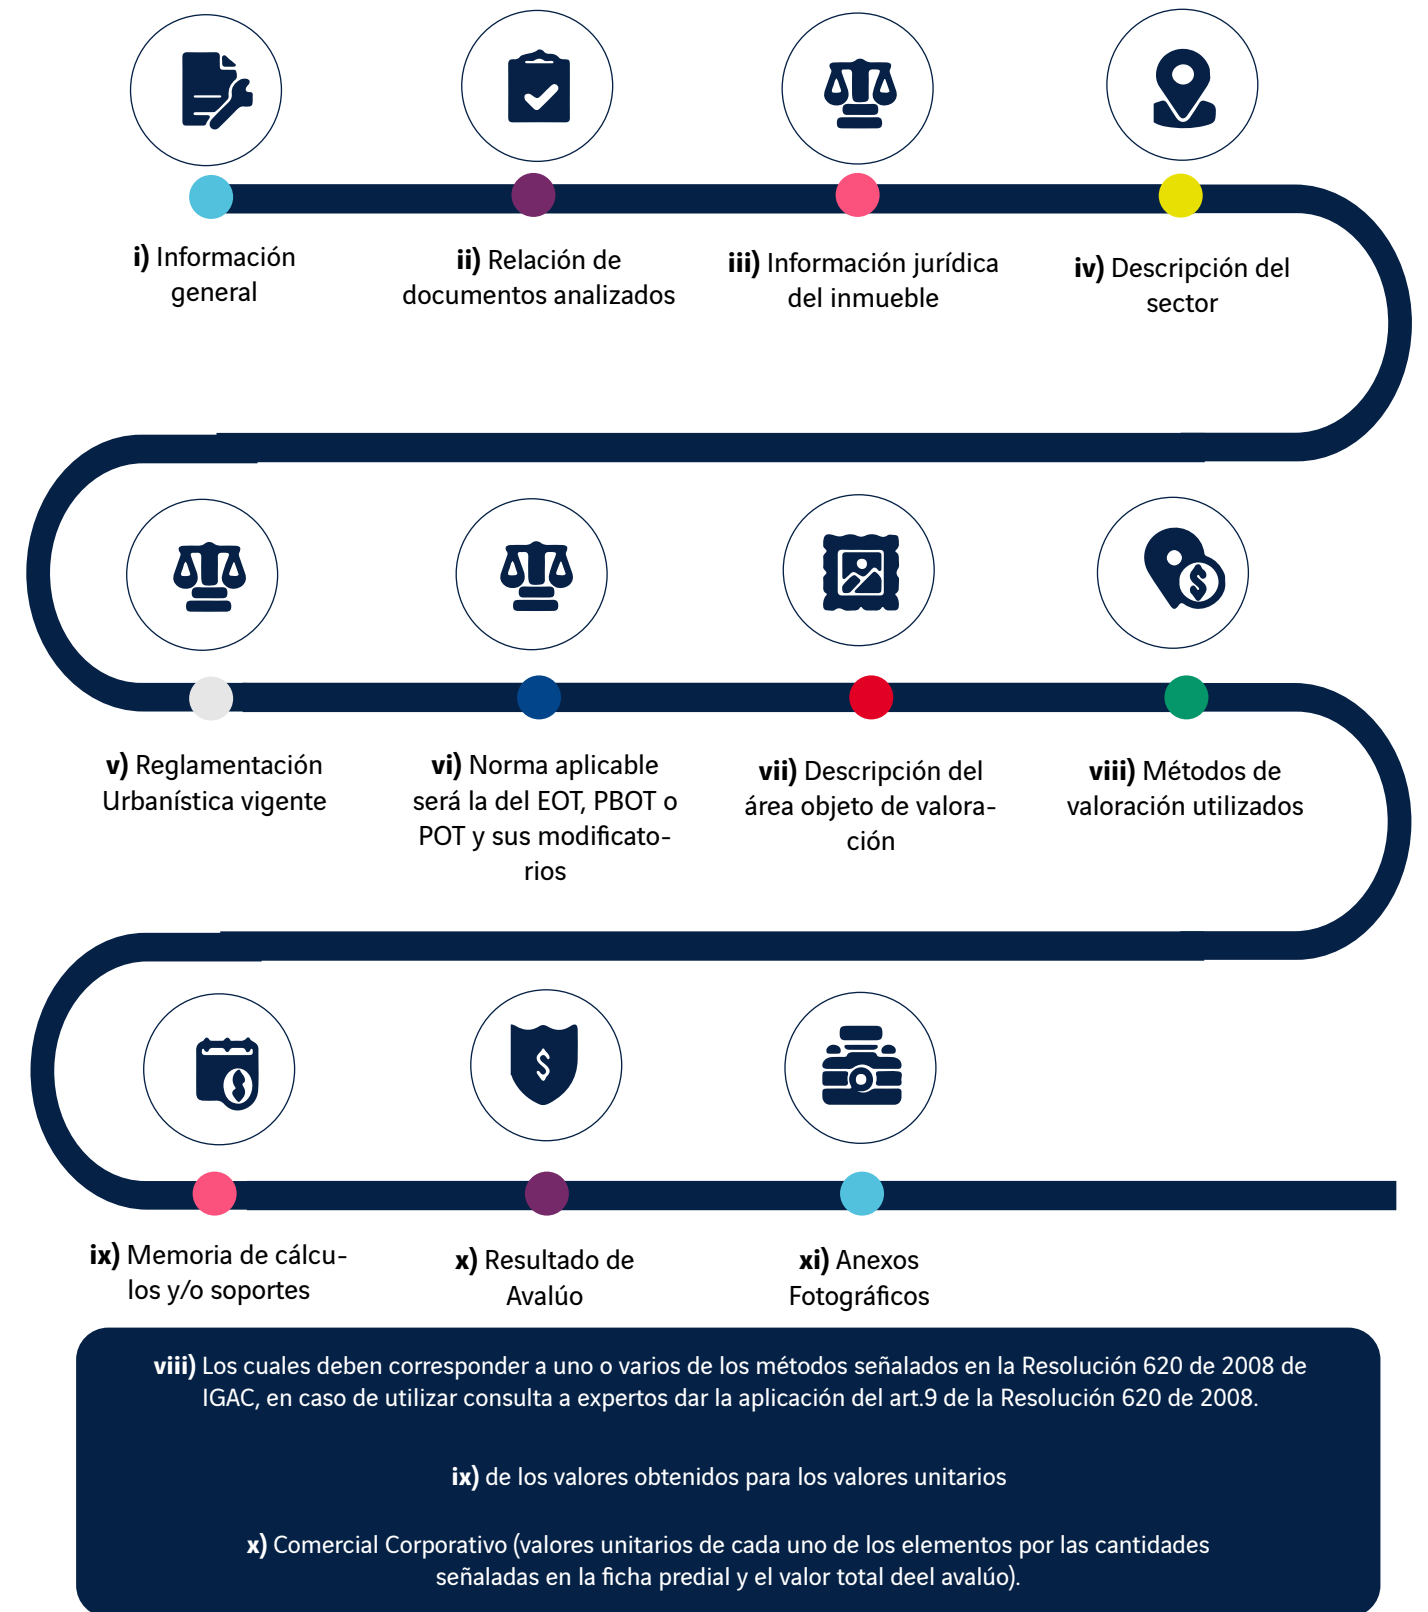 i) Información
general
ii) Relación de
documentos analizados
iii) Información jurídica
del inmueble
iv) Descripción del
sector
v) Reglamentación
Urbanística vigente
vi) Norma aplicable
será la del EOT, PBOT o
POT y sus modificato-
rios
vii) Descripción del
área objeto de valora-
ción
viii) Métodos de
valoración utilizados
ix) Memoria de cálcu-
los y/o soportes
x) Resultado de
Avalúo
xi) Anexos
Fotográficos
viii) Los cuales deben corresponder a uno o varios de los métodos señalados en la Resolución 620 de 2008 de
IGAC, en caso de utilizar consulta a expertos dar la aplicación del art.9 de la Resolución 620 de 2008.
ix) de los valores obtenidos para los valores unitarios
x) Comercial Corporativo (valores unitarios de cada uno de los elementos por las cantidades
señaladas en la ficha predial y el valor total deel avalúo).